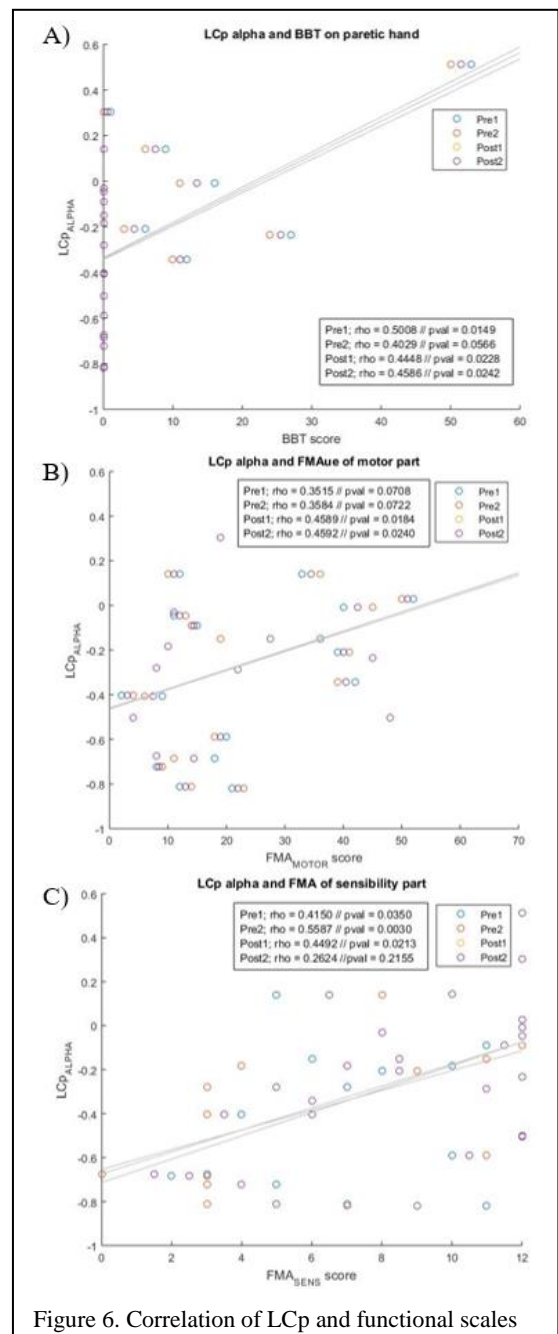 A)
LCp alpha and BBT on paretic hand
0.6
0.4
0.2
0
-0.2
-0.4
-0.6
-0.8
-1
LCp ALPHA
Pre1
Pre2
Post1
Post2
Pre1; rho = 0.5008 // pval = 0.0149
Pre2; rho = 0.4029 // pval = 0.0566
Post1; rho = 0.4448 // pval = 0.0228
Post2; rho = 0.4586 // pval = 0.0242
0 10 20 30 40 50 60
BBT score
B)
LCp alpha and FMAue of motor part
0.6
0.4
0.2
0
-0.2
-0.4
-0.6
-0.8
-1
LCp ALPHA
Pre1; rho = 0.3515 // pval = 0.0708
Pre2; rho = 0.3584 // pval = 0.0722
Post1; rho = 0.4589 // pval = 0.0184
Post2; rho = 0.4592 // pval = 0.0240
Pre1
Pre2
Post1
Post2
0 10 20 30 40 50 60 70
FMA MOTOR score
C)
LCp alpha and FMA of sensibility part
0.6
0.4
0.2
0
-0.2
-0.4
-0.6
-0.8
-1
LCp ALPHA
Pre1; rho = 0.4150 // pval = 0.0350
Pre2; rho = 0.5587 // pval = 0.0030
Post1; rho = 0.4492 // pval = 0.0213
Post2; rho = 0.2624 //pval = 0.2155
Pre1
Pre2
Post1
Post2
0 2 4 6 8 10 12
FMA SENS score
Figure 6. Correlation of LCp and functional scales